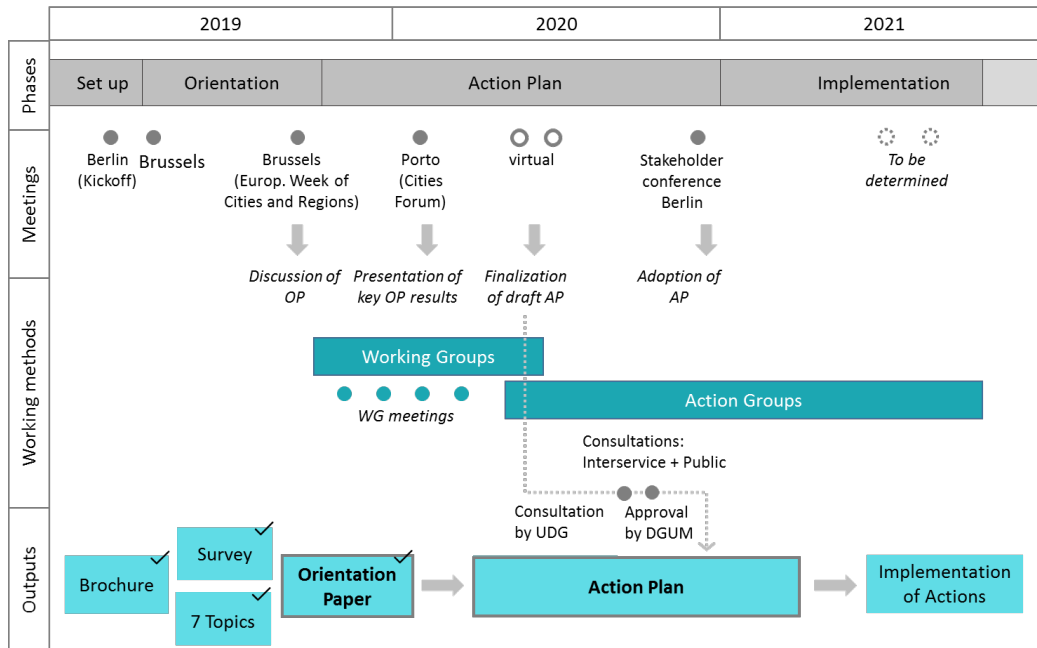 2019
2020
2021
Phases
Set up
Orientation
Action Plan
Implementation
Meetings
Berlin
(Kickoff)
Brussels
Brussels
(Europ. Week of
Cities and Regions)
Porto
(Cities
Forum)
virtual
Stakeholder
conference
Berlin
To be
determined
Discussion of
OP
Presentation of
key OP results
Finalization
of draft AP
Adoption of
AP
Working methods
Working Groups
WG meetings
Action Groups
Consultations:
Interservice + Public
Consultation
by UDG
Approval
by DGUM
Outputs
Brochure
Survey
7 Topics
Orientation
Paper
Action Plan
Implementation
of Actions